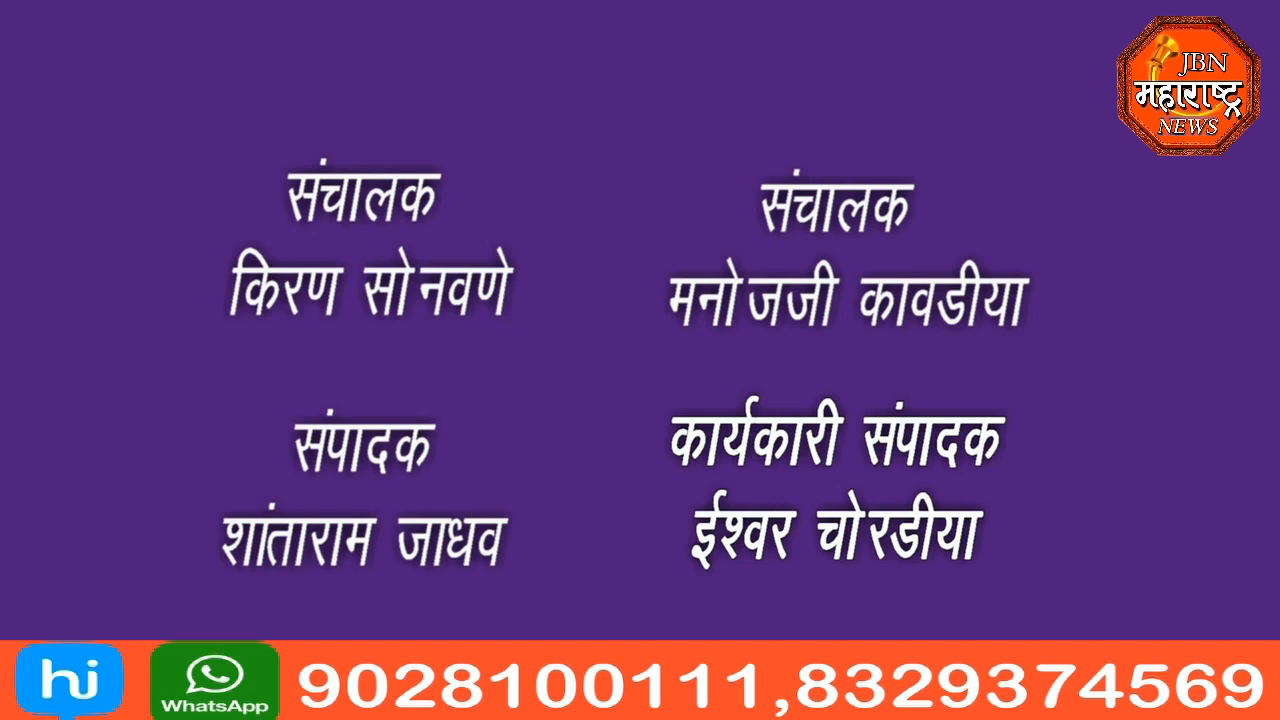 JBN
महाराष्ट्र
NEWS
संचालक
किरण सोनवणे
संचालक
मनोजजी कावडीया
संपादक
शांताराम जाधव
कार्यकारी संपादक
ईश्वर चोरडीया
hi
WhatsApp
9028100111,8329374569